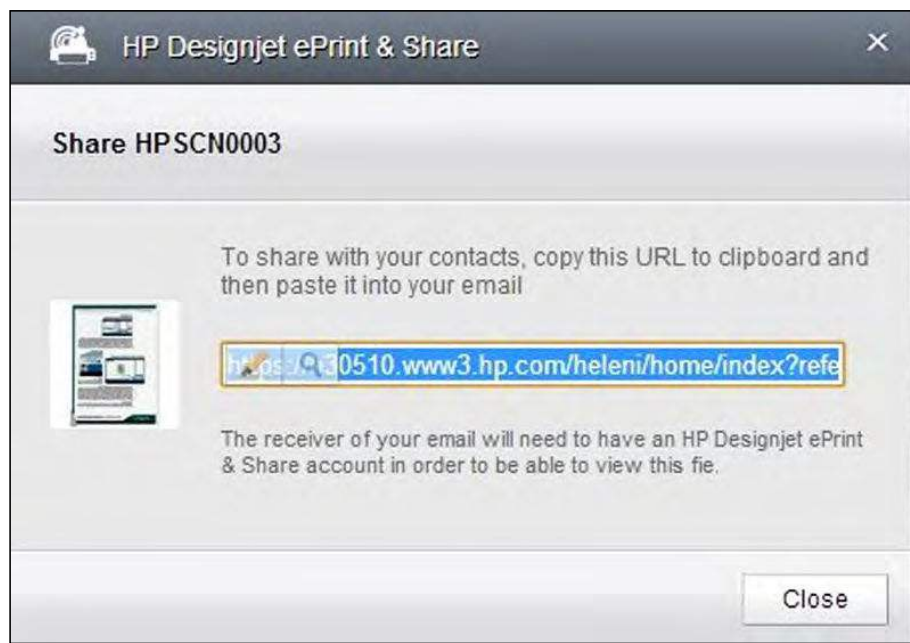 HP Designjet ePrint & Share
Share HPSCN0003
To share with your contacts, copy this URL to clipboard and
then paste it into your email
30510.www3.hp.com/heleni/home/index?refe
The receiver of your email will need to have an HP Designjet ePrint
& Share account in order to be able to view this fie.
Close